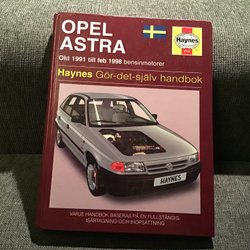 OPEL
ASTRA
Okt 1991 till feb 1998 bensinmotorer
Haynes
Haynes Gör-det-själv handbok
VARJE HANDBOK BASERAS PÅ EN FULLSTÄNDIG
ISÄRTAGNING OCH IHOPSÄTTNING